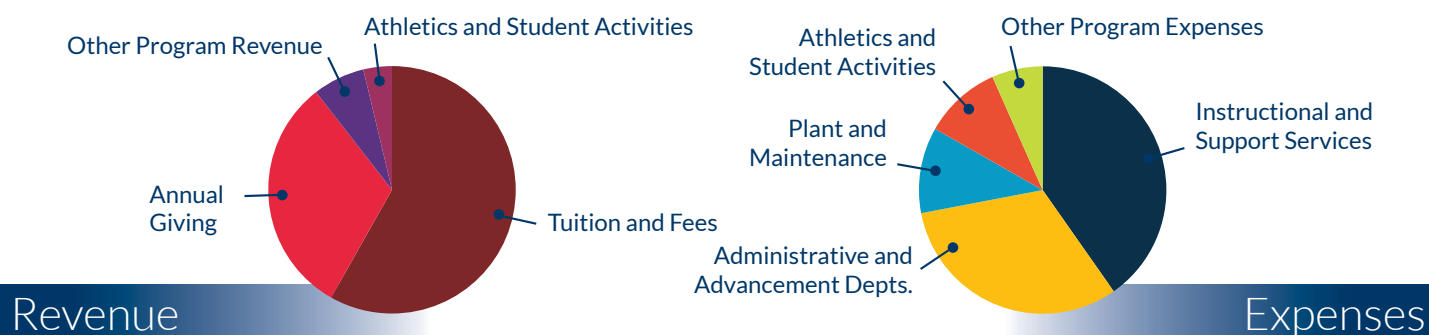 Athletics and Student Activities
Other Program Revenue
Annual
Giving
Tuition and Fees
Revenue
Other Program Expenses
Athletics and
Student Activities
Instructional and
Support Services
Plant and
Maintenance
Administrative and
Advancement Depts.
Expenses